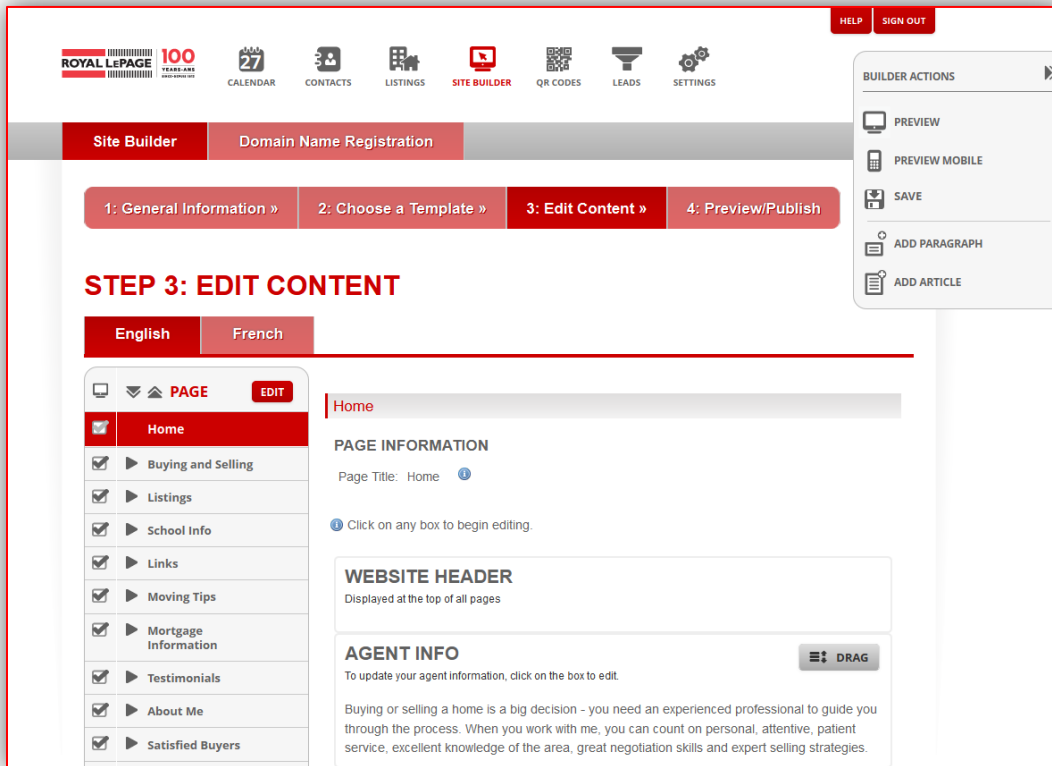 HELP
SIGN OUT
ROYAL LEPAGE
100
YEARS-ANS
27
CALENDAR
CONTACTS
LISTINGS
SITE BUILDER
QR CODES
LEADS
SETTINGS
BUILDER ACTIONS
PREVIEW
PREVIEW MOBILE
SAVE
ADD PARAGRAPH
ADD ARTICLE
Site Builder
Domain Name Registration
1: General Information »
2: Choose a Template »
3: Edit Content »
4: Preview/Publish
STEP 3: EDIT CONTENT
English
French
PAGE
EDIT
Home
Buying and Selling
Listings
School Info
Links
Moving Tips
Mortgage
Information
Testimonials
About Me
Satisfied Buyers
Home
PAGE INFORMATION
Page Title: Home
Click on any box to begin editing.
WEBSITE HEADER
Displayed at the top of all pages
AGENT INFO
DRAG
To update your agent information, click on the box to edit.
Buying or selling a home is a big decision - you need an experienced professional to guide you
through the process. When you work with me, you can count on personal, attentive, patient
service, excellent knowledge of the area, great negotiation skills and expert selling strategies.